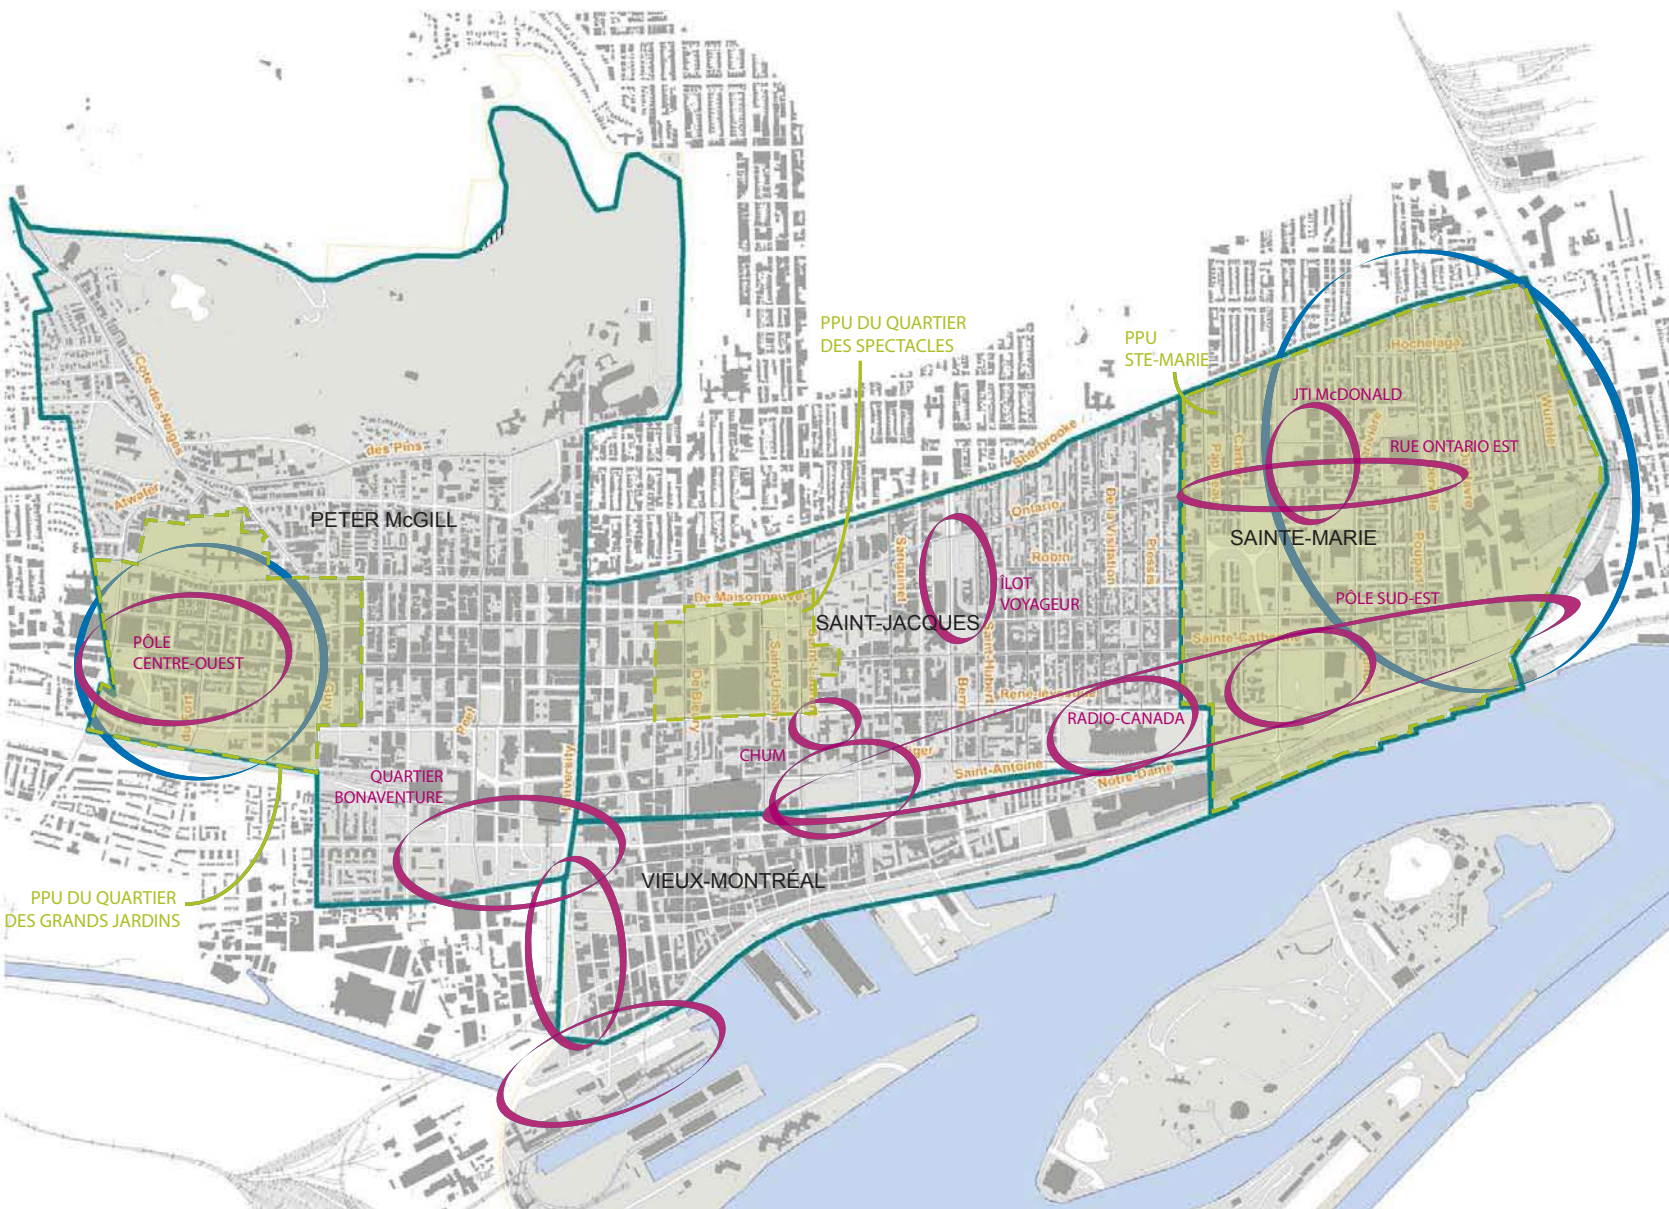 PPU DU QUARTIER
DES SPECTACLES
PPU
STE-MARIE
Hochelaga
Côte-des-Neiges
JTI McDONALD
Wurtele
Sherbrooke
RUE ONTARIO EST
des Pins
Atwater
PETER McGILL
Ontario
De La Visitation
SAINTE-MARIE
Sanguinet
Robin
Plessis
ÎLOT
VOYAGEUR
De Maisonneuve
PÔLE SUD-EST
SAINT-JACQUES
PÔLE
CENTRE-OUEST
Saint-Hubert
Saint-Urbain
De Bleury
Berri
René-Lévesque
Guy
Fort
Peel
RADIO-CANADA
CHUM
University
Saint-Antoine
Notre-Dame
QUARTIER
BONAVENTURE
VIEUX-MONTRÉAL
PPU DU QUARTIER
DES GRANDS JARDINS